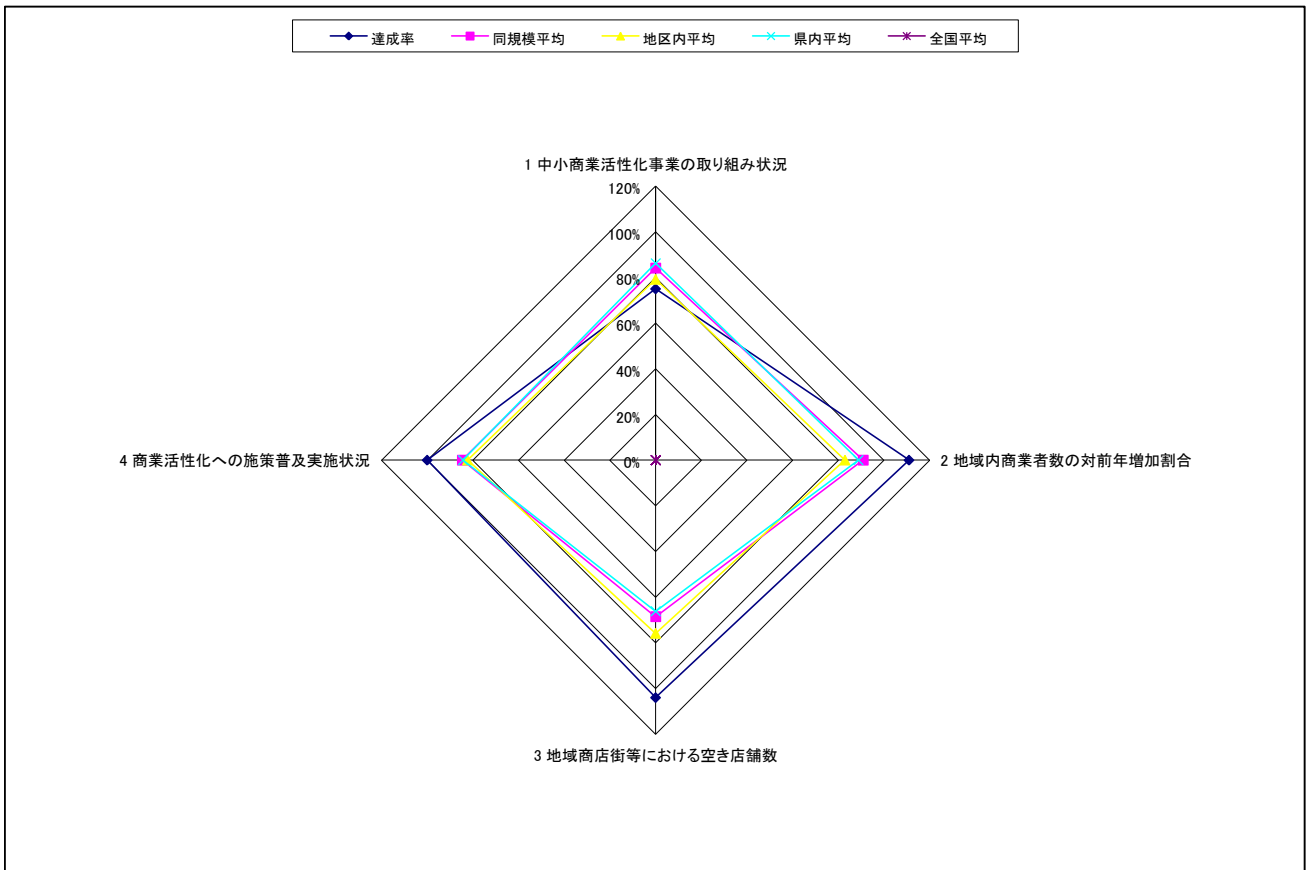 達成率 同規模平均 地区内平均 県内平均 全国平均
1 中小商業活性化事業の取り組み状況
120%
100%
80%
60%
40%
20%
0%
4 商業活性化への施策普及実施状況
2 地域内商業者数の対前年増加割合
3 地域商店街等における空き店舗数